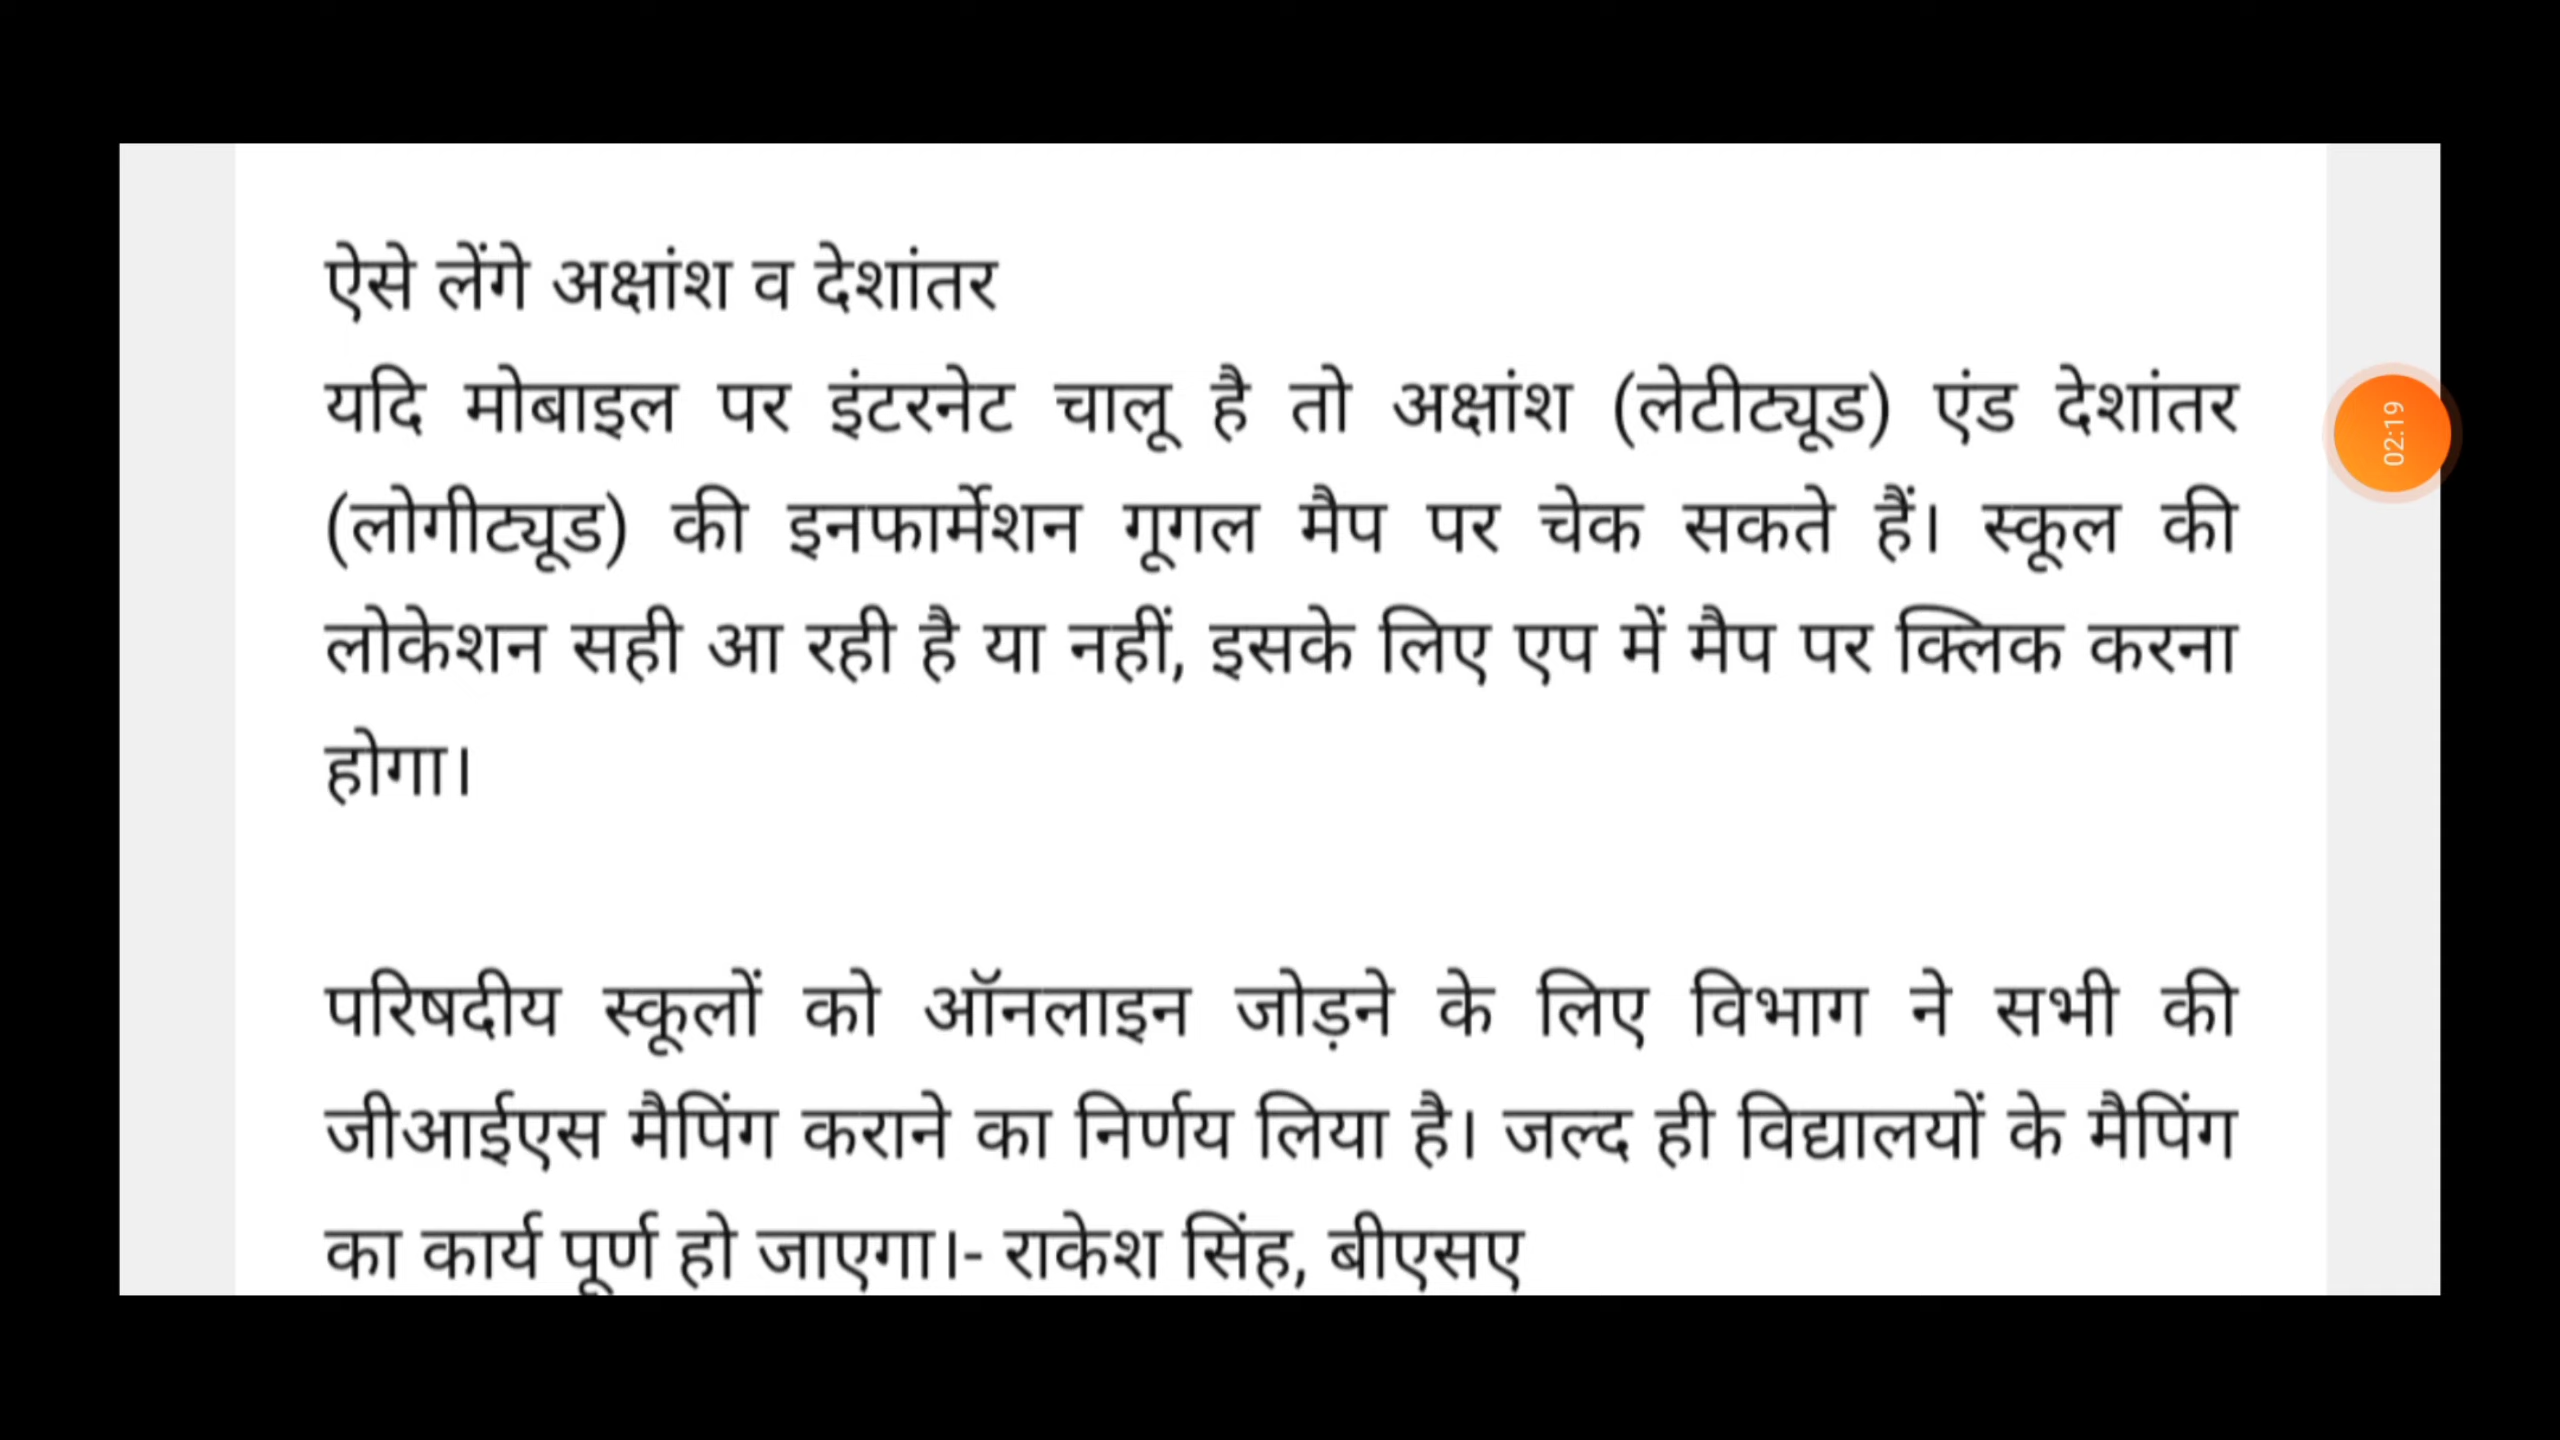 ऐसे लेंगे अक्षांश व देशांतर
यदि मोबाइल पर इंटरनेट चालू है तो अक्षांश (लेटीट्यूड) एंड देशांतर
(लोगीट्यूड) की इनफार्मेशन गूगल मैप पर चेक सकते हैं। स्कूल की
लोकेशन सही आ रही है या नहीं, इसके लिए एप में मैप पर क्लिक करना
होगा।
परिषदीय स्कूलों को ऑनलाइन जोड़ने के लिए विभाग ने सभी की
जीआईएस मैपिंग कराने का निर्णय लिया है। जल्द ही विद्यालयों के मैपिंग
का कार्य पूर्ण हो जाएगा।- राकेश सिंह, बीएसए
02:19